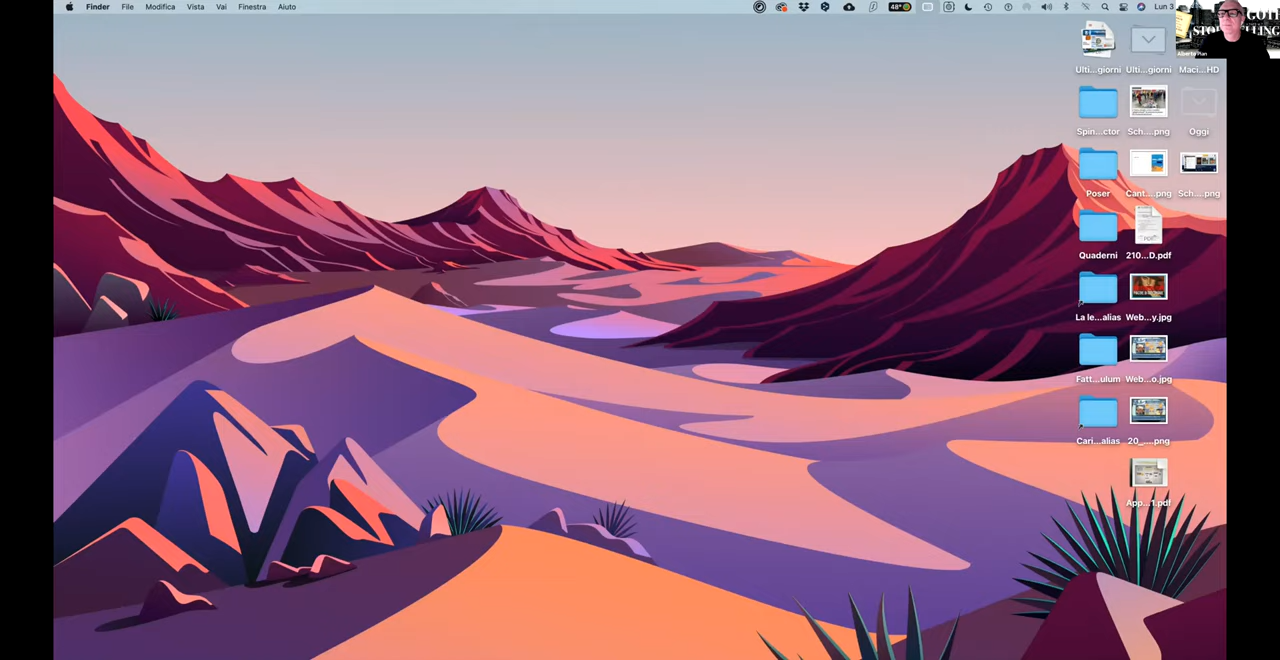 Finder File Modifica Vista Vai Finestra Aiuto 48° Lun 3
Alberto Pian
Ulti...giorni Ulti...giorni Maci...HD
Spin...ctor Sch....png Oggi
Poser Cant....png Sch....png
Quaderni 210...D.pdf
La le...alias Web...y.jpg
Fatt...ulum Web...o.jpg
Cari...alias 20_....png
App...1.pdf